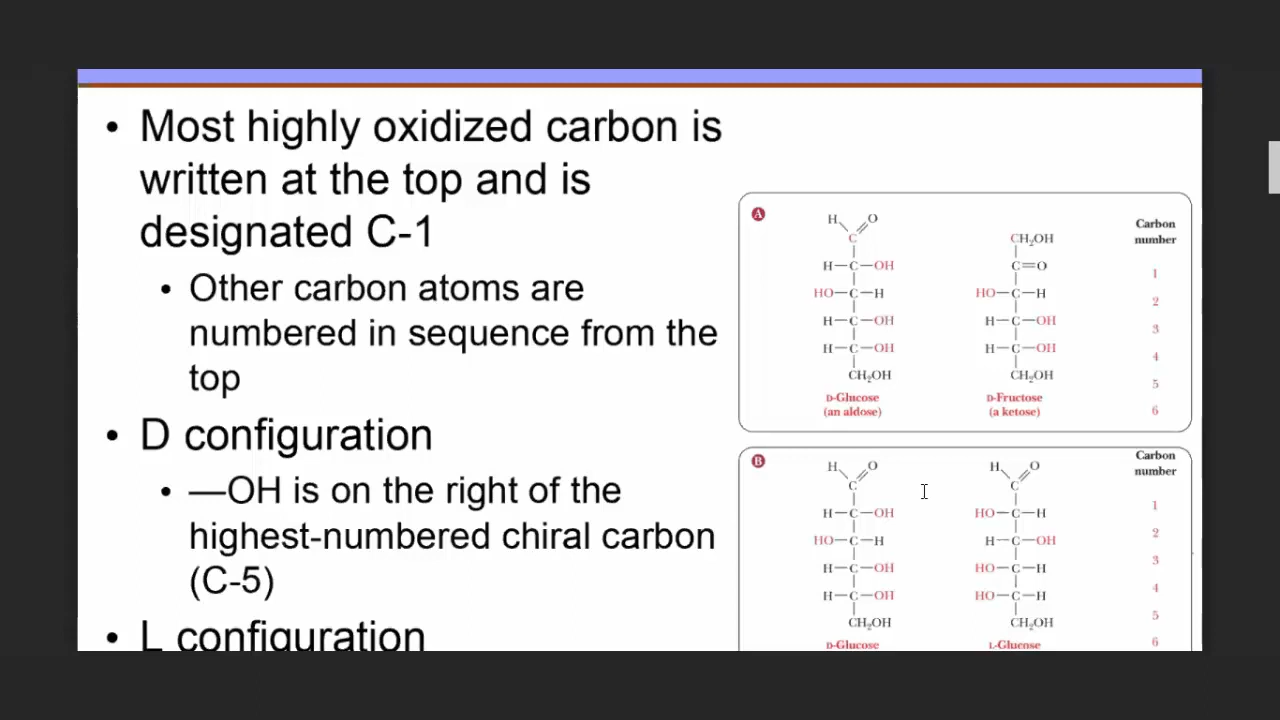 • Most highly oxidized carbon is
written at the top and is
designated C-1
• Other carbon atoms are
numbered in sequence from the
top
• D configuration
• —OH is on the right of the
highest-numbered chiral carbon
(C-5)
• L configuration
A
H O
C
H—C—OH
HO—C—H
H—C—OH
H—C—OH
CH₂OH
D-Glucose
(an aldose)
CH₂OH
C=O
HO—C—H
H—C—OH
H—C—OH
CH₂OH
D-Fructose
(a ketose)
Carbon
number
1
2
3
4
5
6
B
H O
C
H—C—OH
HO—C—H
H—C—OH
H—C—OH
CH₂OH
D-Glucose
H O
C
HO—C—H
H—C—OH
HO—C—H
HO—C—H
CH₂OH
L-Glucose
Carbon
number
1
2
3
4
5
6